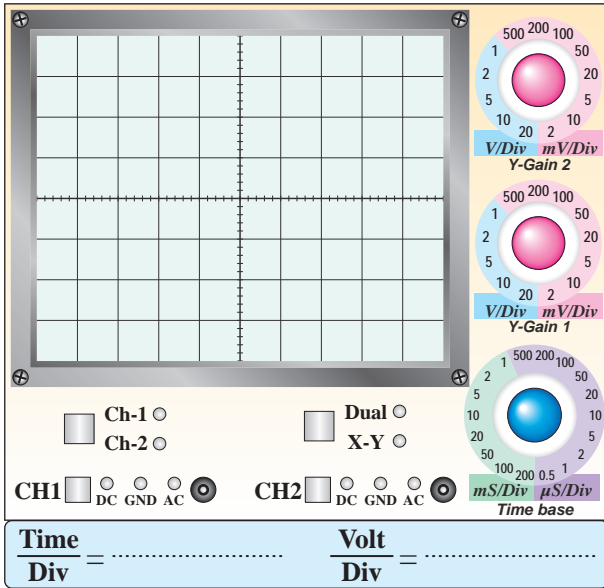 500 200 100
1 50
2 20
5 5
10 10
20 2
V/Div mV/Div
Y-Gain 2
500 200 100
1 50
2 20
5 5
10 10
20 2
V/Div mV/Div
Y-Gain 1
500 200 100
1 50
2 20
5 10
10 5
20 2
50 1
100 0.5
200
mS/Div µS/Div
Time base
Ch-1
Ch-2
Dual
X-Y
CH1 DC GND AC
CH2 DC GND AC
Time
Div = ....................
Volt
Div = ....................